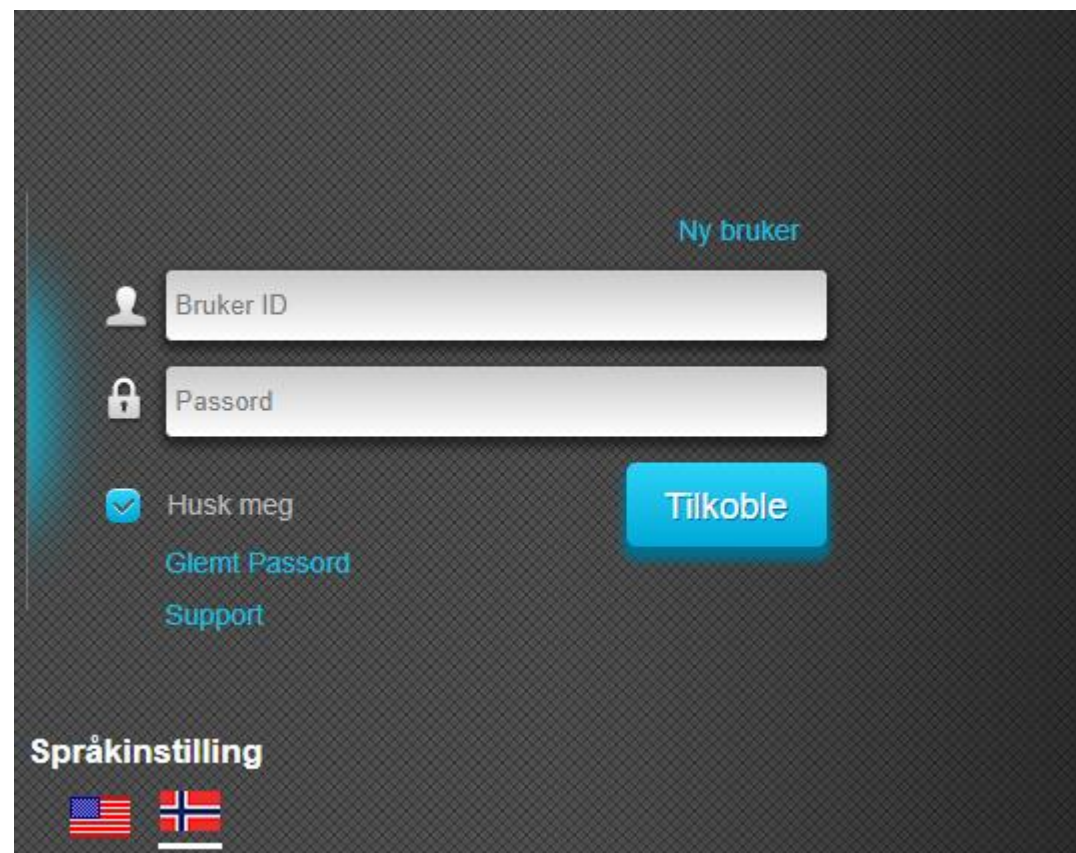 Ny bruker
Bruker ID
Passord
Husk meg
Tilkoble
Glemt Passord
Support
Språkinstilling